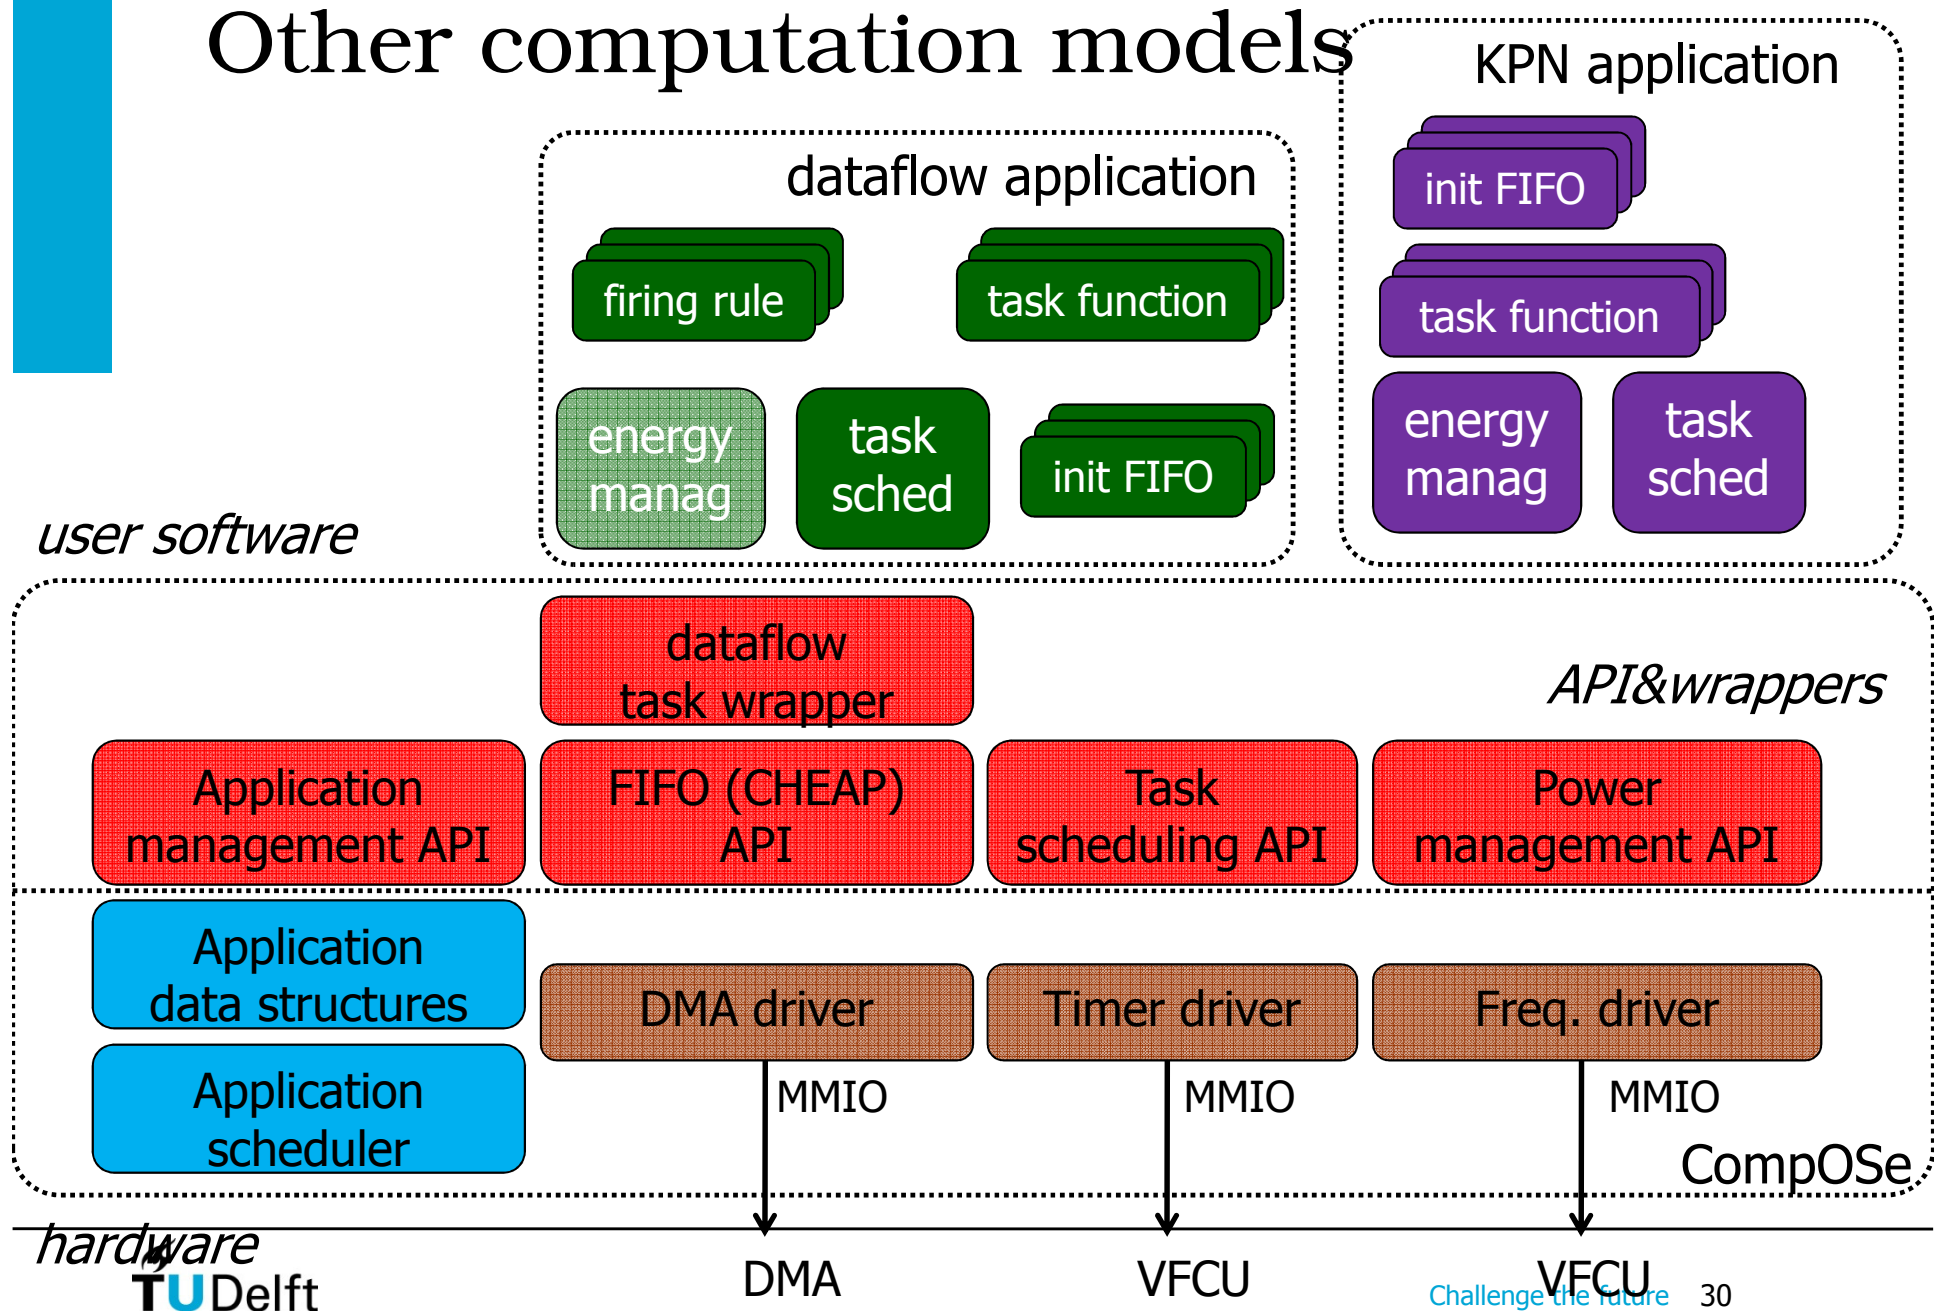 Other computation models
KPN application
init FIFO
task function
energy
manag
task
sched
dataflow application
firing rule
task function
energy
manag
task
sched
init FIFO
user software
dataflow
task wrapper
API&wrappers
Application
management API
FIFO (CHEAP)
API
Task
scheduling API
Power
management API
Application
data structures
DMA driver
Timer driver
Freq. driver
Application
scheduler
MMIO
MMIO
MMIO
CompOSe
hardware
DMA
VFCU
VFCU
TUDelft
Challenge the future
30